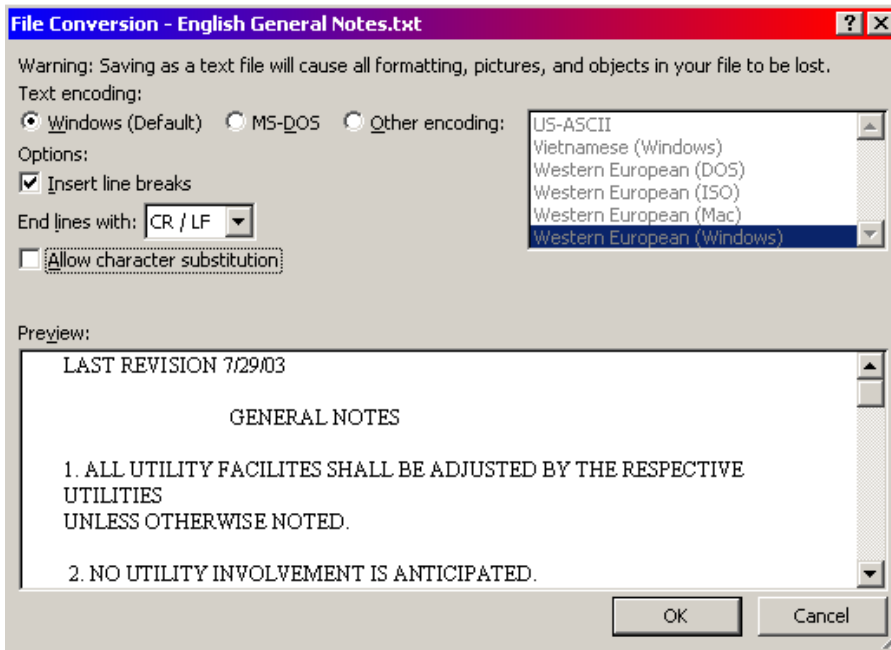 File Conversion - English General Notes.txt
Warning: Saving as a text file will cause all formatting, pictures, and objects in your file to be lost.
Text encoding:
Windows (Default) MS-DOS Other encoding:
US-ASCII
Vietnamese (Windows)
Western European (DOS)
Western European (ISO)
Western European (Mac)
Western European (Windows)
Options:
Insert line breaks
End lines with: CR / LF
Allow character substitution
Preview:
LAST REVISION 7/29/03
GENERAL NOTES
1. ALL UTILITY FACILITES SHALL BE ADJUSTED BY THE RESPECTIVE
UTILITIES
UNLESS OTHERWISE NOTED.
2. NO UTILITY INVOLVEMENT IS ANTICIPATED.
OK Cancel